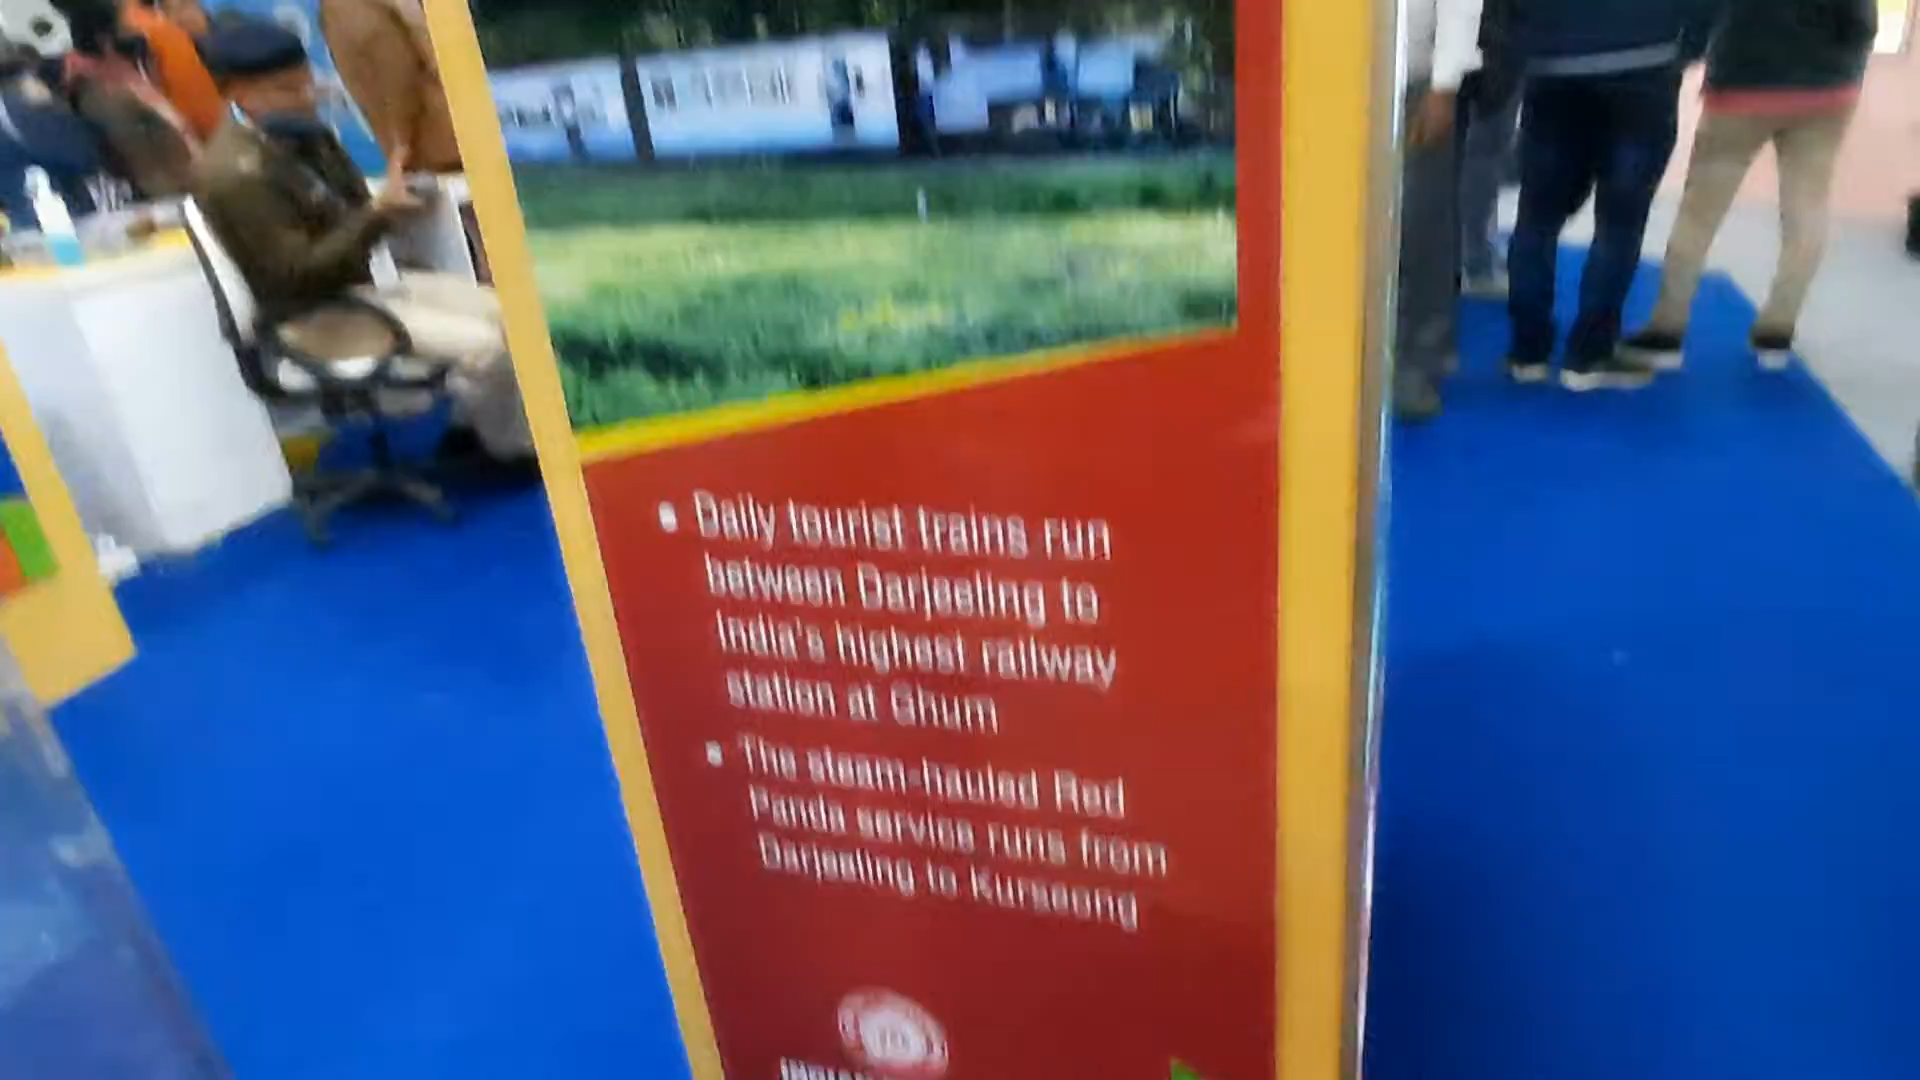 • Daily tourist trains run
between Darjeeling to
India's highest railway
station at Ghum
• The steam-hauled Red
Panda service runs from
Darjeeling to Kurseong